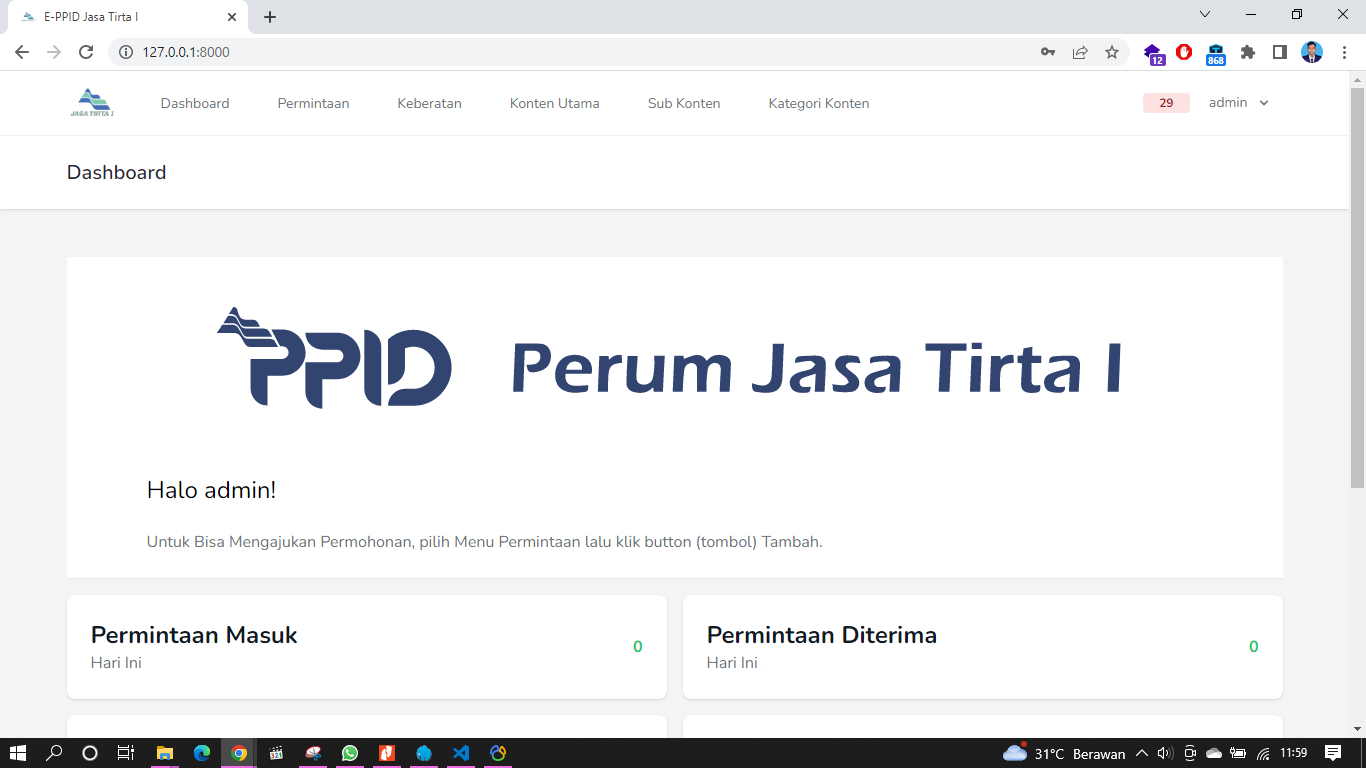 E-PPID Jasa Tirta I
127.0.0.1:8000
12
868
JASA TIRTA I
Dashboard
Permintaan
Keberatan
Konten Utama
Sub Konten
Kategori Konten
29
admin
Dashboard
PPID
Perum Jasa Tirta I
Halo admin!
Untuk Bisa Mengajukan Permohonan, pilih Menu Permintaan lalu klik button (tombol) Tambah.
Permintaan Masuk
Hari Ini
0
Permintaan Diterima
Hari Ini
0
31°C Berawan
11:59